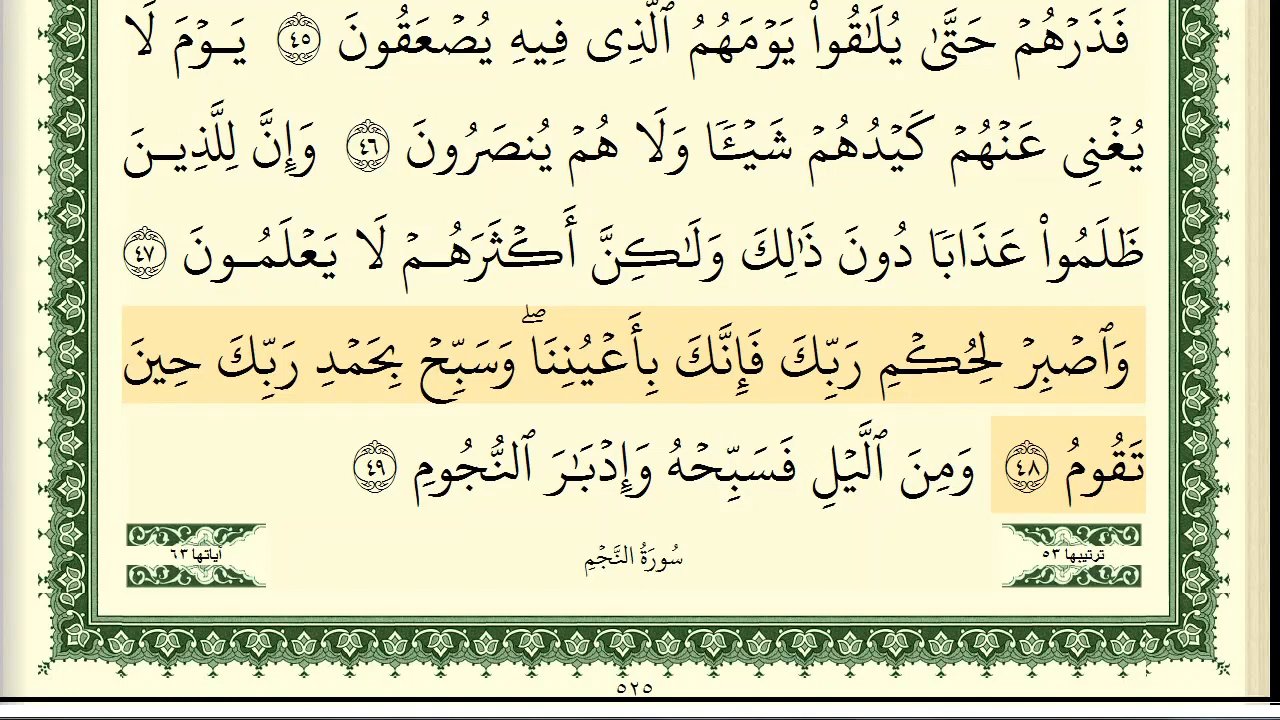 فَذَرۡهُمۡ حَتَّىٰ يُلَٰقُواْ يَوۡمَهُمُ ٱلَّذِي فِيهِ يُصۡعَقُونَ ٤٥ يَوۡمَ لَا
يُغۡنِي عَنۡهُمۡ كَيۡدُهُمۡ شَيۡـٔٗا وَلَا هُمۡ يُنصَرُونَ ٤٦ وَإِنَّ لِلَّذِينَ
ظَلَمُواْ عَذَابٗا دُونَ ذَٰلِكَ وَلَٰكِنَّ أَكۡثَرَهُمۡ لَا يَعۡلَمُونَ ٤٧
وَٱصۡبِرۡ لِحُكۡمِ رَبِّكَ فَإِنَّكَ بِأَعۡيُنِنَاۖ وَسَبِّحۡ بِحَمۡدِ رَبِّكَ حِينَ
تَقُومُ ٤٨ وَمِنَ ٱلَّيۡلِ فَسَبِّحۡهُ وَإِدۡبَٰرَ ٱلنُّجُومِ ٤٩
ترتيبها ٥٣ سُورَةُ النَّجۡمِ آياتها ٦٣
٥٢٥